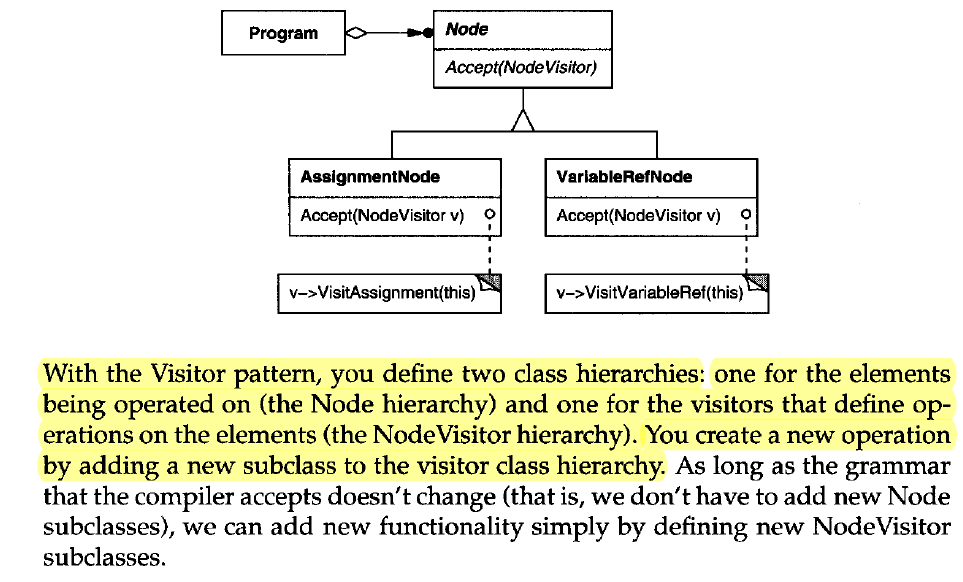 Program
Node
Accept(NodeVisitor)
AssignmentNode
Accept(NodeVisitor v)
VariableRefNode
Accept(NodeVisitor v)
v–>VisitAssignment(this)
v–>VisitVariableRef(this)
With the Visitor pattern, you define two class hierarchies: one for the elements
being operated on (the Node hierarchy) and one for the visitors that define op-
erations on the elements (the NodeVisitor hierarchy). You create a new operation
by adding a new subclass to the visitor class hierarchy. As long as the grammar
that the compiler accepts doesn't change (that is, we don't have to add new Node
subclasses), we can add new functionality simply by defining new NodeVisitor
subclasses.